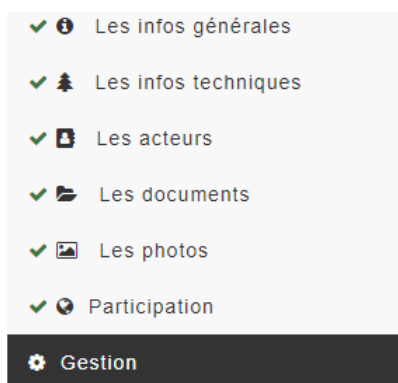 Les infos générales
Les infos techniques
Les acteurs
Les documents
Les photos
Participation
Gestion